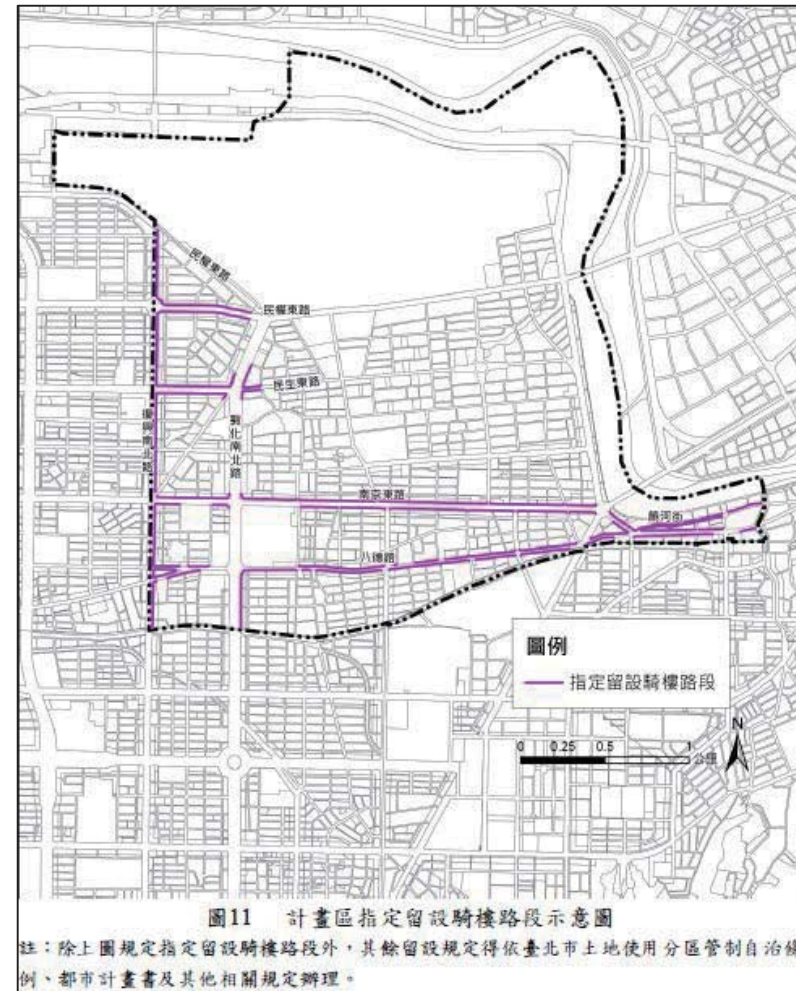 民權東路
民權東路
民生東路
復興南北路
敦化南北路
南京東路
饒河街
八德路
圖例
指定留設騎樓路段
N
0 0.25 0.5 1
公里
圖11 計畫區指定留設騎樓路段示意圖
註：除上圖規定指定留設騎樓路段外，其餘留設規定得依臺北市土地使用分區管制自治條
例、都市計畫書及其他相關規定辦理。